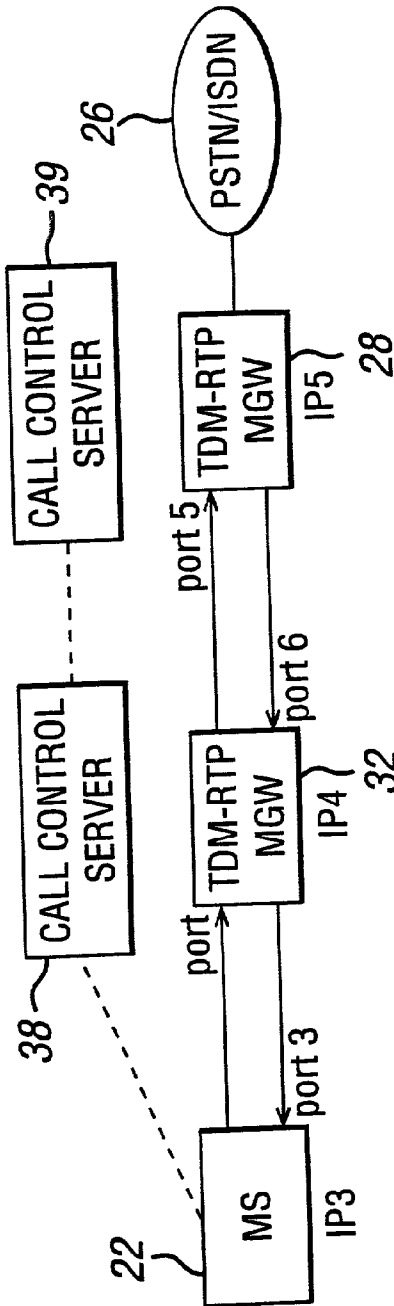 39
CALL CONTROL
SERVER
38
CALL CONTROL
SERVER
26
PSTN/ISDN
22
MS
IP3
port
port 3
TDM-RTP
MGW
IP4
32
port 5
port 6
TDM-RTP
MGW
IP5
28